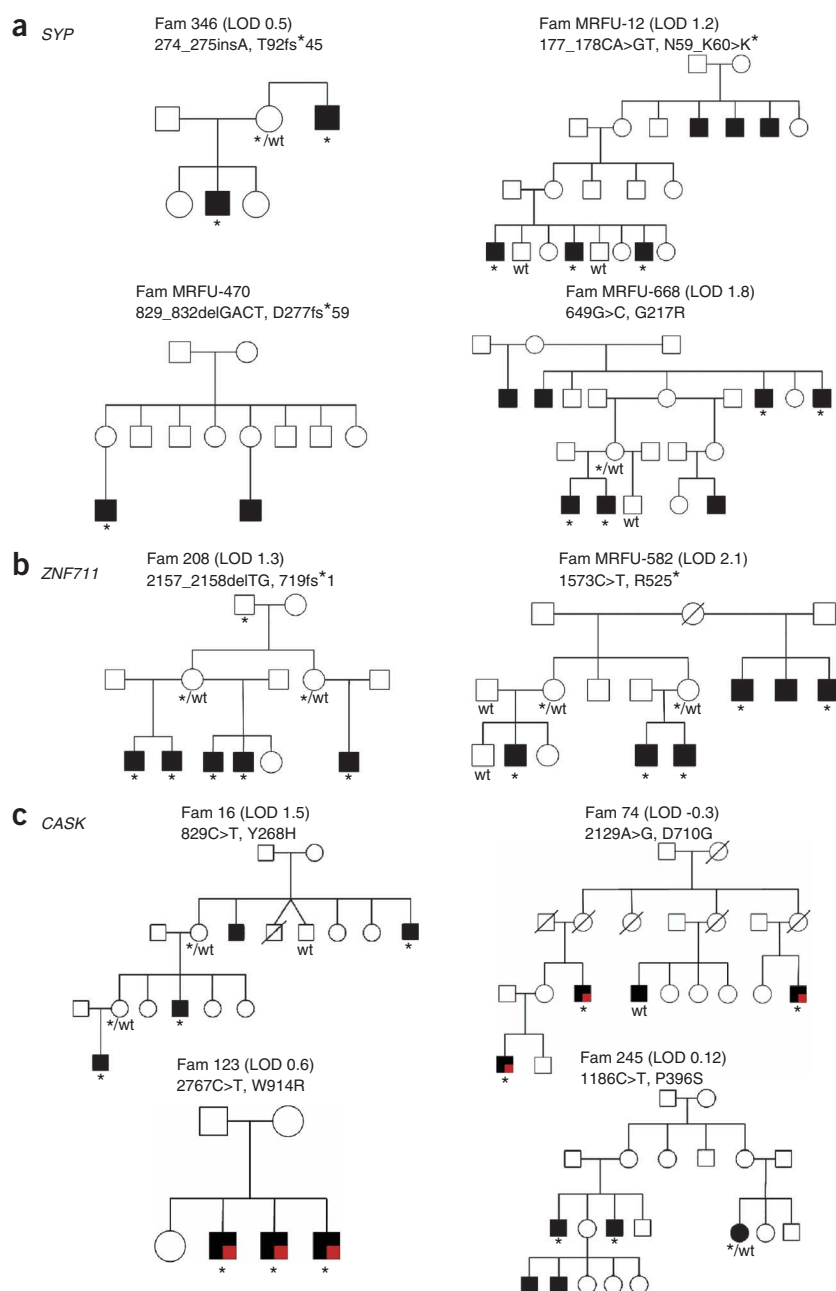 a
SYP
Fam 346 (LOD 0.5)
274_275insA, T92fs*45
*/wt
*
*
Fam MRFU-12 (LOD 1.2)
177_178CA>GT, N59_K60>K*
* wt * wt *
Fam MRFU-470
829_832delGACT, D277fs*59
*
Fam MRFU-668 (LOD 1.8)
649G>C, G217R
* *
*/wt
* * wt
b
ZNF711
Fam 208 (LOD 1.3)
2157_2158delTG, 719fs*1
*
*/wt */wt
* * * * *
Fam MRFU-582 (LOD 2.1)
1573C>T, R525*
wt */wt */wt * *
wt * * *
c
CASK
Fam 16 (LOD 1.5)
829C>T, Y268H
*/wt wt *
*/wt *
*
Fam 74 (LOD -0.3)
2129A>G, D710G
* wt *
*
Fam 123 (LOD 0.6)
2767C>T, W914R
* * *
Fam 245 (LOD 0.12)
1186C>T, P396S
* * */wt